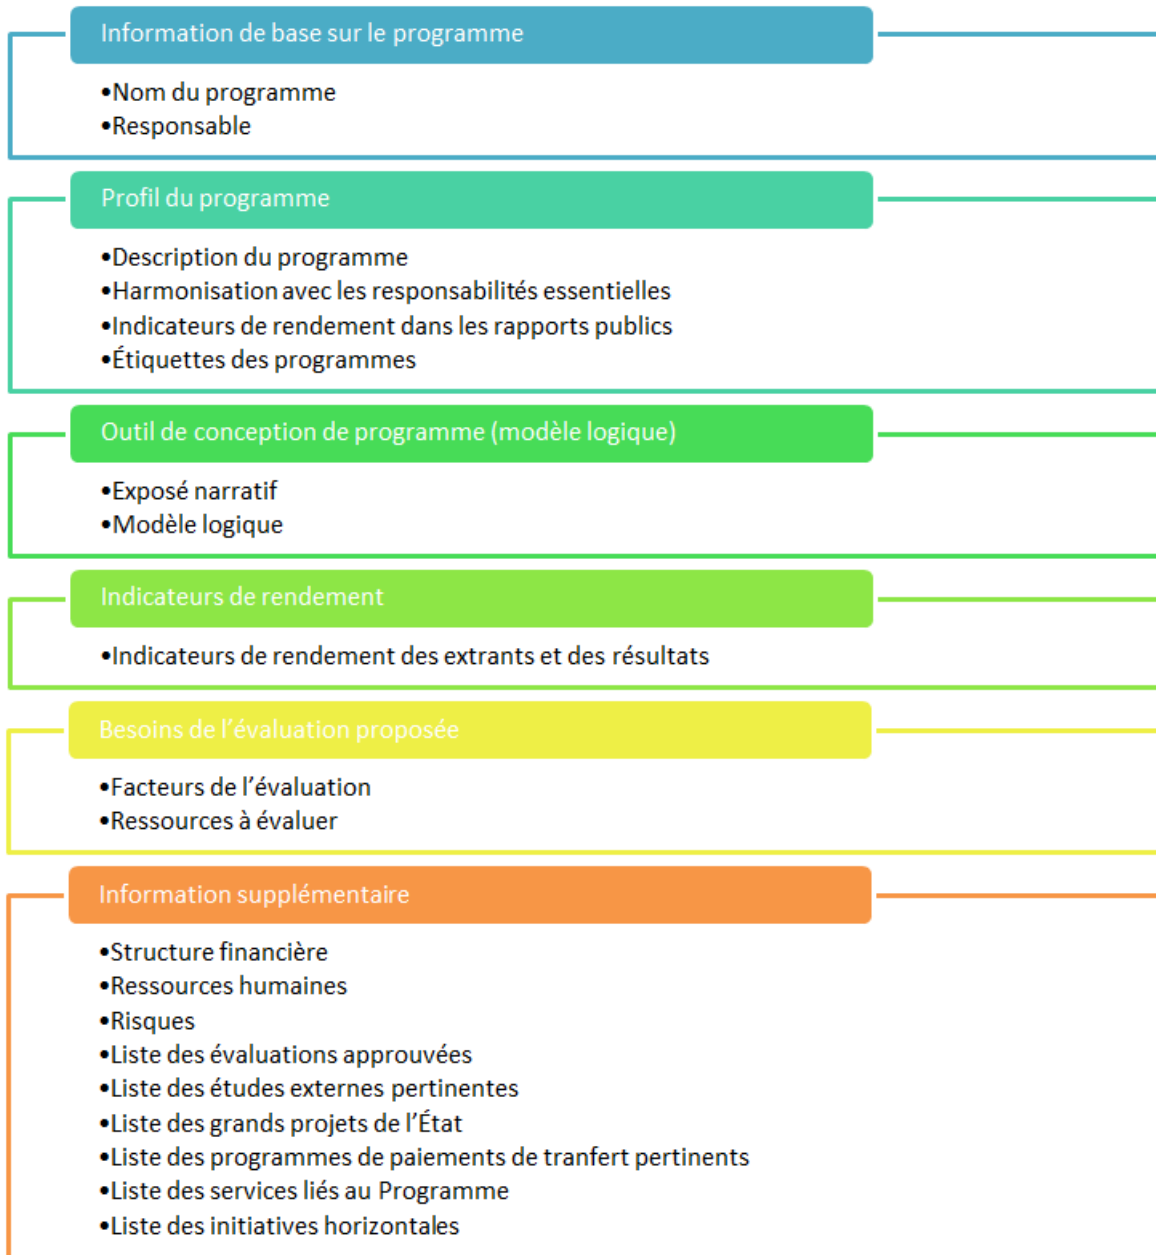 Information de base sur le programme
•Nom du programme
•Responsable
Profil du programme
•Description du programme
•Harmonisation avec les responsabilités essentielles
•Indicateurs de rendement dans les rapports publics
•Étiquettes des programmes
Outil de conception de programme (modèle logique)
•Exposé narratif
•Modèle logique
Indicateurs de rendement
•Indicateurs de rendement des extrants et des résultats
Besoins de l’évaluation proposée
•Facteurs de l’évaluation
•Ressources à évaluer
Information supplémentaire
•Structure financière
•Ressources humaines
•Risques
•Liste des évaluations approuvées
•Liste des études externes pertinentes
•Liste des grands projets de l’État
•Liste des programmes de paiements de tranfert pertinents
•Liste des services liés au Programme
•Liste des initiatives horizontales